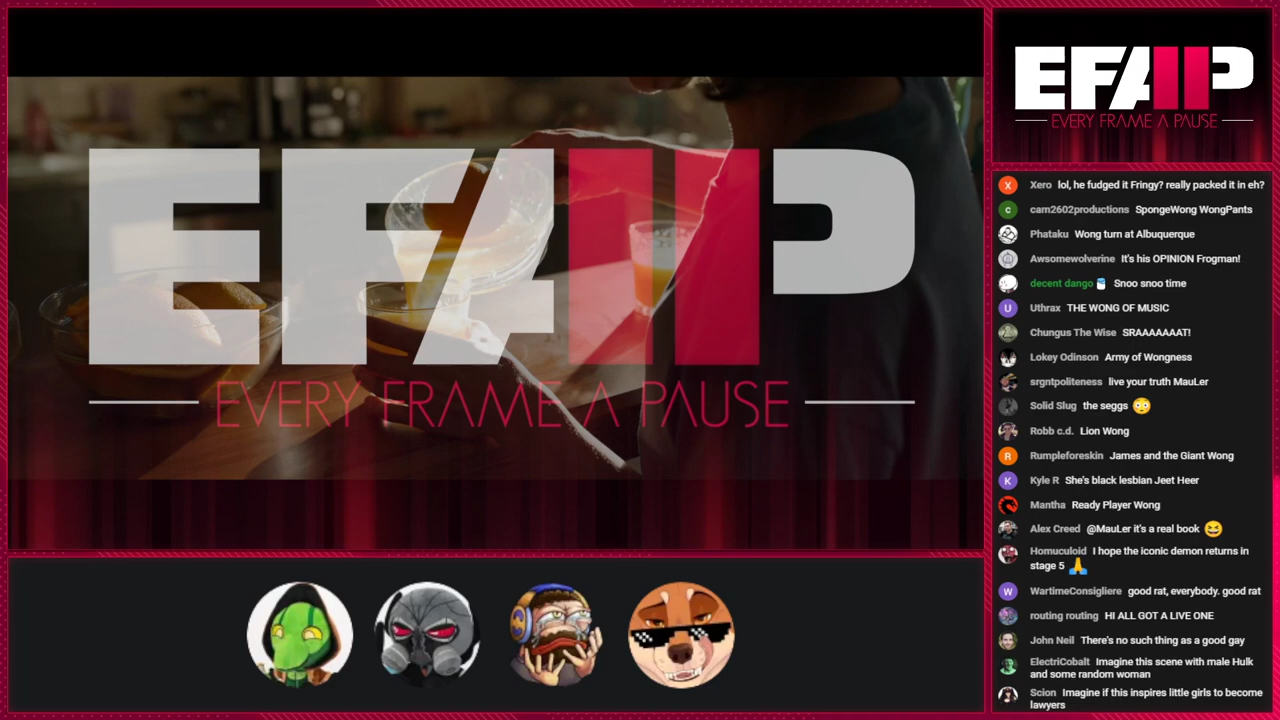 EFAP
EVERY FRAME A PAUSE
EFAP
EVERY FRAME A PAUSE
X Xero lol, he fudged it Fringy? really packed it in eh?
c cam2602productions SpongeWong WongPants
Phataku Wong turn at Albuquerque
Awsomewolverine It's his OPINION Frogman!
decent dango Snoo snoo time
U Uthrax THE WONG OF MUSIC
Chungus The Wise SRAAAAAAT!
Lokey Odinson Army of Wongness
srgntpoliteness live your truth MauLer
Solid Slug the seggs 😳
Robb c.d. Lion Wong
R Rumpleforeskin James and the Giant Wong
K Kyle R She's black lesbian Jeet Heer
Mantha Ready Player Wong
Alex Creed @MauLer it's a real book 😆
Homuculoid I hope the iconic demon returns in
stage 5 🙏
W WartimeConsigliere good rat, everybody. good rat
routing routing HI ALL GOT A LIVE ONE
John Neil There's no such thing as a good gay
ElectriCobalt Imagine this scene with male Hulk
and some random woman
Scion Imagine if this inspires little girls to become
lawyers